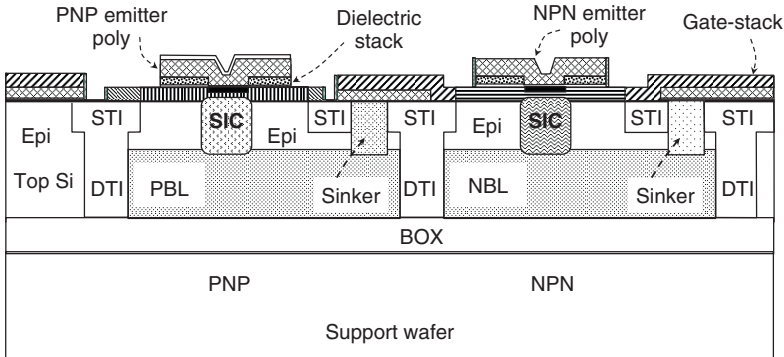 PNP emitter
poly
Dielectric
stack
NPN emitter
poly
Gate-stack
STI
SIC
STI
STI
SIC
STI
STI
Epi
Epi
Epi
Top Si
DTI
PBL
Sinker
DTI
NBL
Sinker
DTI
BOX
PNP
NPN
Support wafer